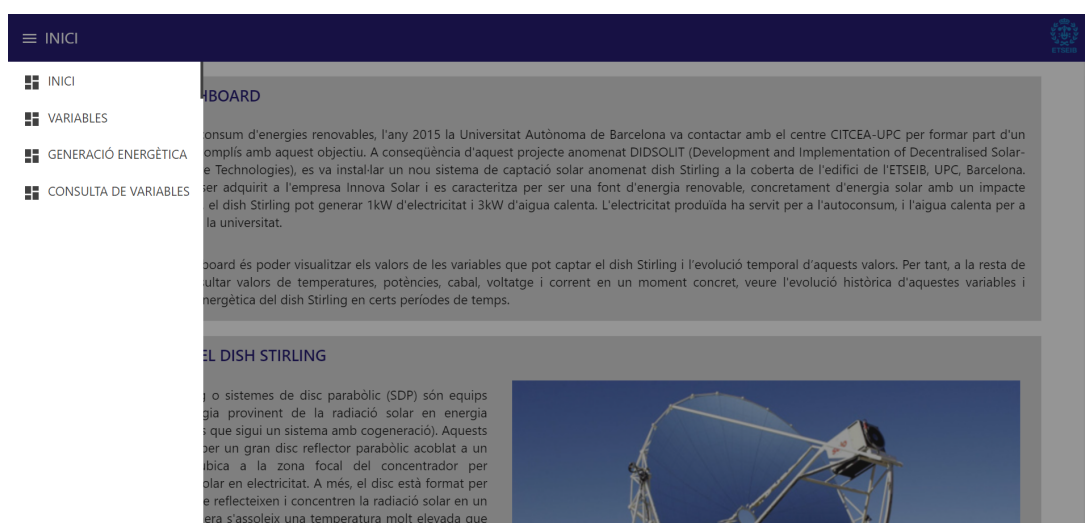 INICI
ETSEIB
INICI
VARIABLES
GENERACIÓ ENERGÈTICA
CONSULTA DE VARIABLES
HBOARD
onsum d'energies renovables, l'any 2015 la Universitat Autònoma de Barcelona va contactar amb el centre CITCEA-UPC per formar part d'un
omplís amb aquest objectiu. A conseqüència d'aquest projecte anomenat DIDSOLIT (Development and Implementation of Decentralised Solar-
e Technologies), es va instal·lar un nou sistema de captació solar anomenat dish Stirling a la coberta de l'edifici de l'ETSEIB, UPC, Barcelona.
ser adquirit a l'empresa Innova Solar i es caracteritza per ser una font d'energia renovable, concretament d'energia solar amb un impacte
, el dish Stirling pot generar 1kW d'electricitat i 3kW d'aigua calenta. L'electricitat produïda ha servit per a l'autoconsum, i l'aigua calenta per a
la universitat.
board és poder visualitzar els valors de les variables que pot captar el dish Stirling i l'evolució temporal d'aquests valors. Per tant, a la resta de
sultar valors de temperatures, potències, cabal, voltatge i corrent en un moment concret, veure l'evolució històrica d'aquestes variables i
nergètica del dish Stirling en certs períodes de temps.
EL DISH STIRLING
g o sistemes de disc parabòlic (SDP) són equips
gia provinent de la radiació solar en energia
s que sigui un sistema amb cogeneració). Aquests
per un gran disc reflector parabòlic acoblat a un
ubica a la zona focal del concentrador per
olar en electricitat. A més, el disc està format per
e reflecteixen i concentren la radiació solar en un
era s'assoleix una temperatura molt elevada que